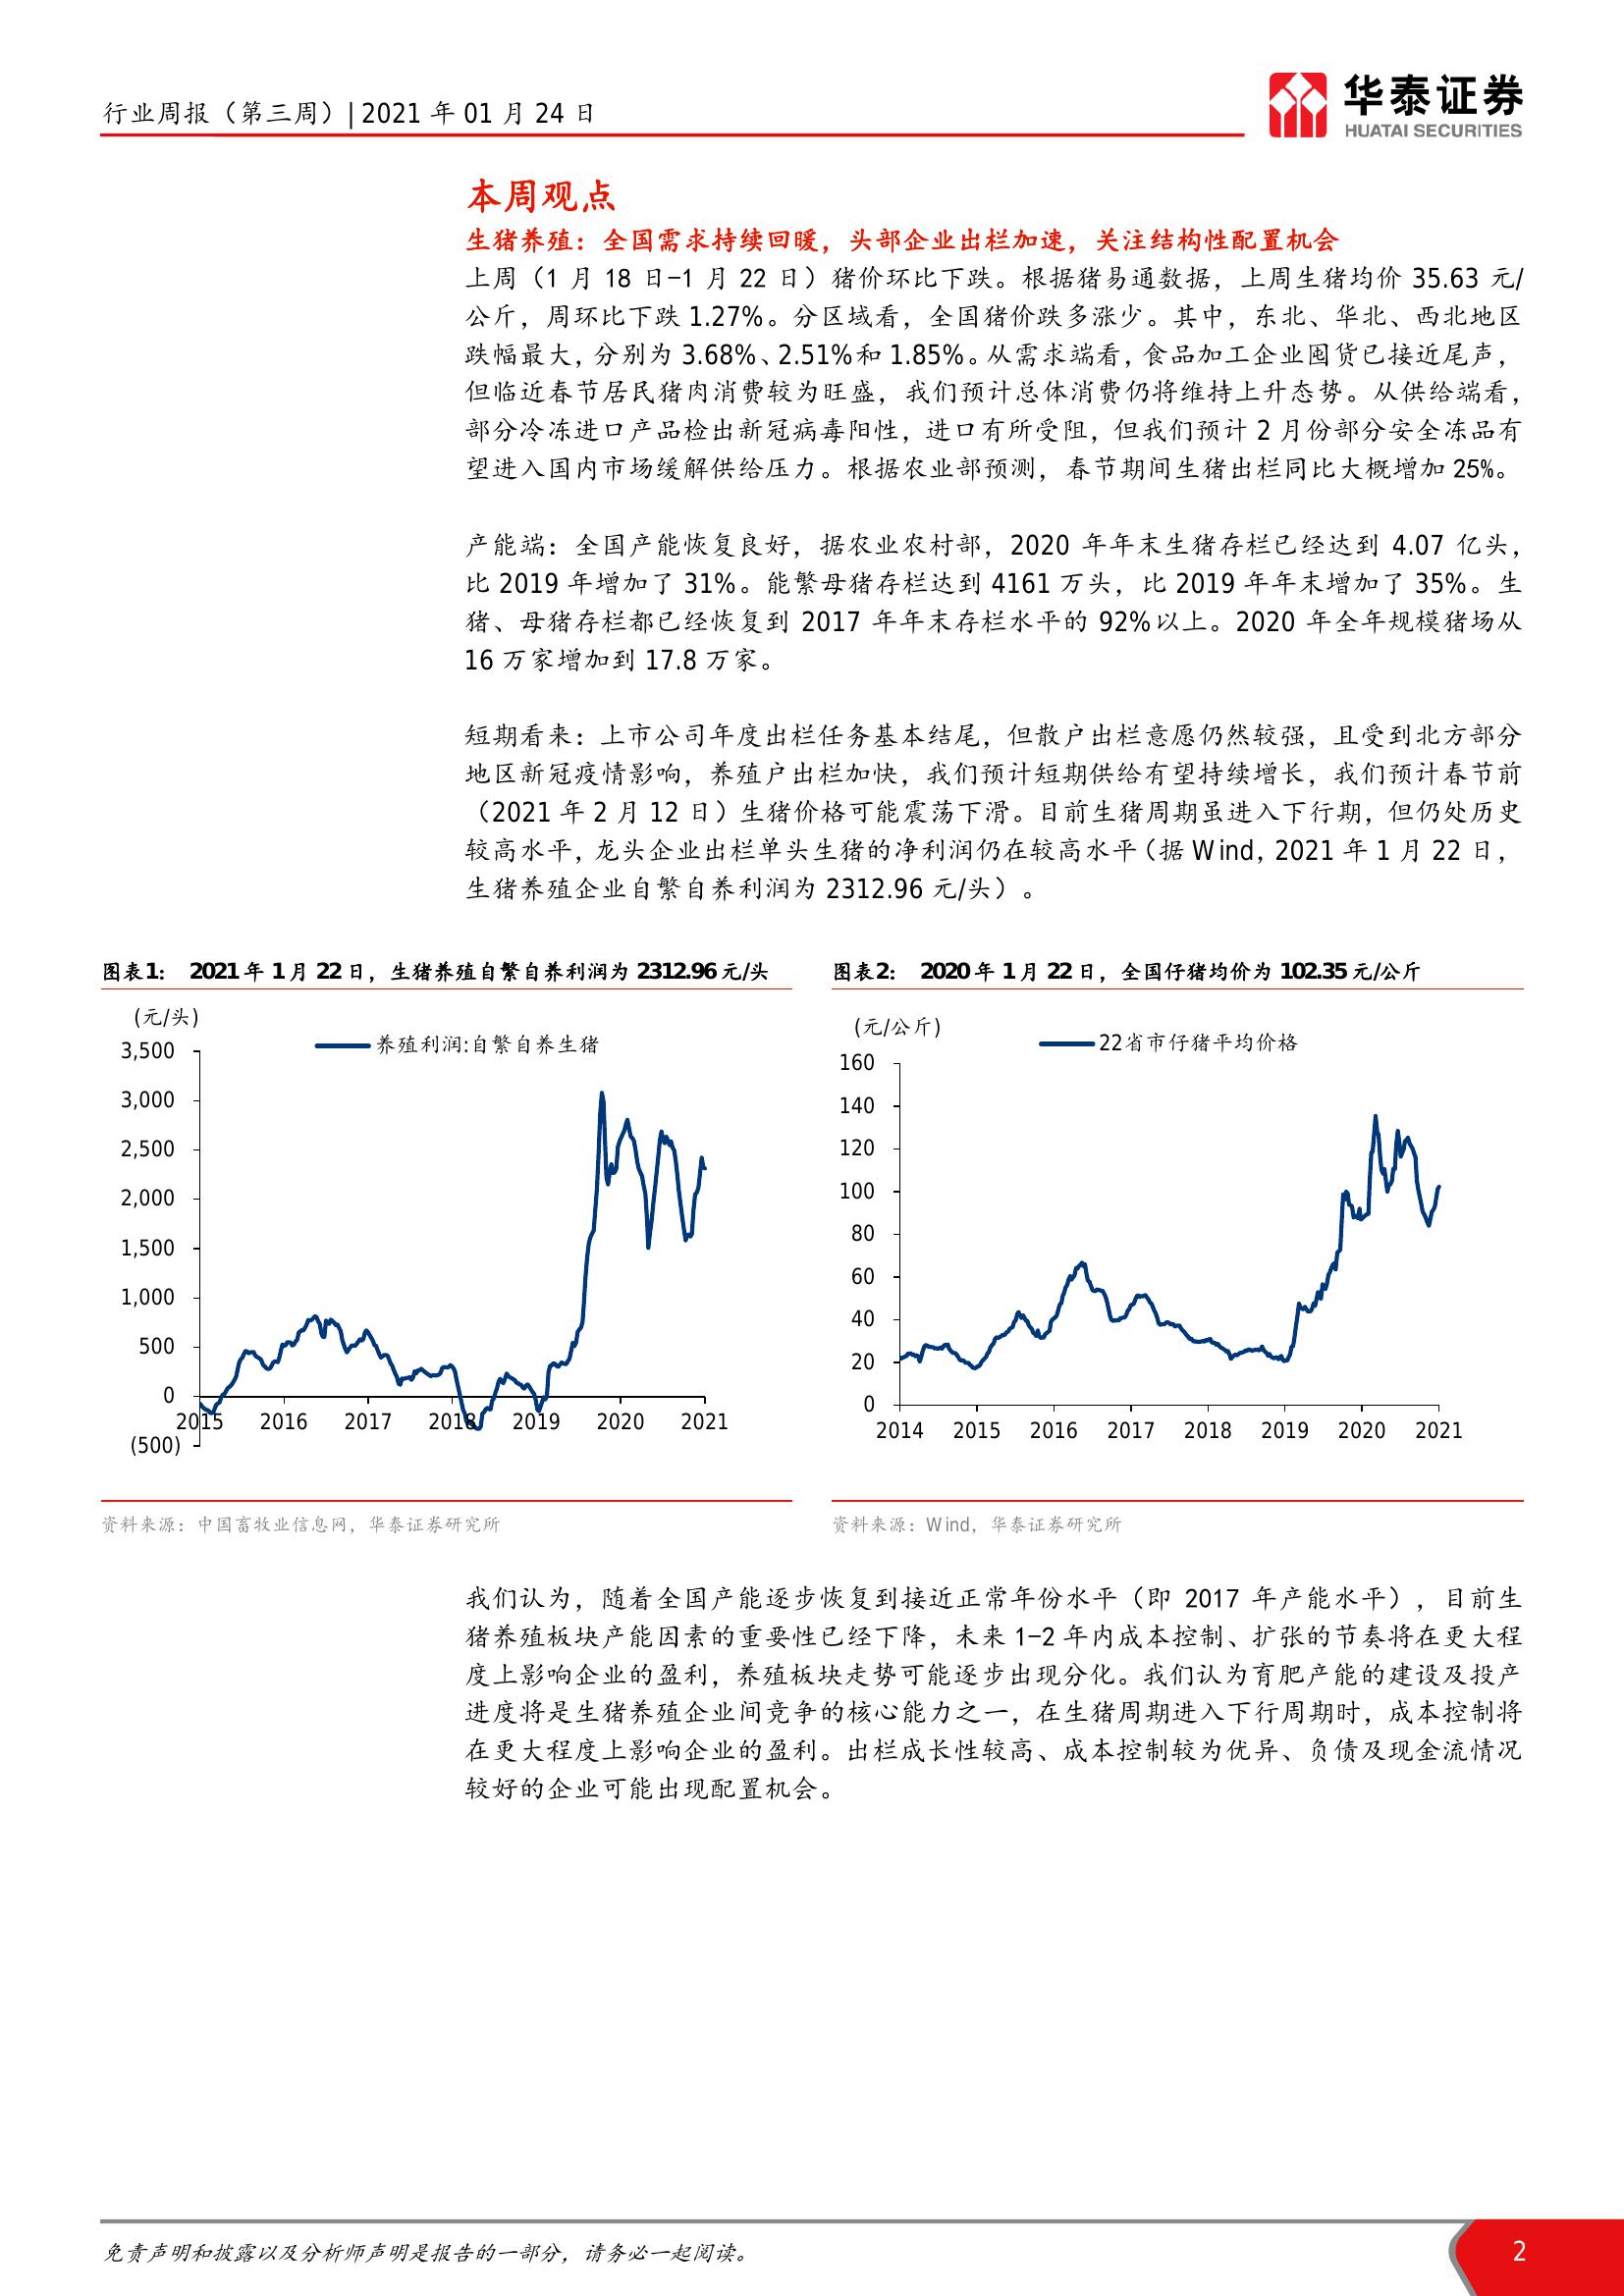 行业周报（第三周）| 2021 年 01 月 24 日
华泰证券
HUATAI SECURITIES
本周观点
生猪养殖：全国需求持续回暖，头部企业出栏加速，关注结构性配置机会
上周（1 月 18 日-1 月 22 日）猪价环比下跌。根据猪易通数据，上周生猪均价 35.63 元/
公斤，周环比下跌 1.27%。分区域看，全国猪价跌多涨少。其中，东北、华北、西北地区
跌幅最大，分别为 3.68%、2.51%和 1.85%。从需求端看，食品加工企业囤货已接近尾声，
但临近春节居民猪肉消费较为旺盛，我们预计总体消费仍将维持上升态势。从供给端看，
部分冷冻进口产品检出新冠病毒阳性，进口有所受阻，但我们预计 2 月份部分安全冻品有
望进入国内市场缓解供给压力。根据农业部预测，春节期间生猪出栏同比大概增加 25%。
产能端：全国产能恢复良好，据农业农村部，2020 年年末生猪存栏已经达到 4.07 亿头，
比 2019 年增加了 31%。能繁母猪存栏达到 4161 万头，比 2019 年年末增加了 35%。生
猪、母猪存栏都已经恢复到 2017 年年末存栏水平的 92%以上。2020 年全年规模猪场从
16 万家增加到 17.8 万家。
短期看来：上市公司年度出栏任务基本结尾，但散户出栏意愿仍然较强，且受到北方部分
地区新冠疫情影响，养殖户出栏加快，我们预计短期供给有望持续增长，我们预计春节前
（2021 年 2 月 12 日）生猪价格可能震荡下滑。目前生猪周期虽进入下行期，但仍处历史
较高水平，龙头企业出栏单头生猪的净利润仍在较高水平（据 Wind，2021 年 1 月 22 日，
生猪养殖企业自繁自养利润为 2312.96 元/头）。
图表1： 2021 年 1 月 22 日，生猪养殖自繁自养利润为 2312.96 元/头
(元/头)
养殖利润:自繁自养生猪
3,500
3,000
2,500
2,000
1,500
1,000
500
0
(500)
2015 2016 2017 2018 2019 2020 2021
资料来源：中国畜牧业信息网，华泰证券研究所
图表2： 2020 年 1 月 22 日，全国仔猪均价为 102.35 元/公斤
(元/公斤)
22省市仔猪平均价格
160
140
120
100
80
60
40
20
0
2014 2015 2016 2017 2018 2019 2020 2021
资料来源：Wind，华泰证券研究所
我们认为，随着全国产能逐步恢复到接近正常年份水平（即 2017 年产能水平），目前生
猪养殖板块产能因素的重要性已经下降，未来 1-2 年内成本控制、扩张的节奏将在更大程
度上影响企业的盈利，养殖板块走势可能逐步出现分化。我们认为育肥产能的建设及投产
进度将是生猪养殖企业间竞争的核心能力之一，在生猪周期进入下行周期时，成本控制将
在更大程度上影响企业的盈利。出栏成长性较高、成本控制较为优异、负债及现金流情况
较好的企业可能出现配置机会。
免责声明和披露以及分析师声明是报告的一部分，请务必一起阅读。
2